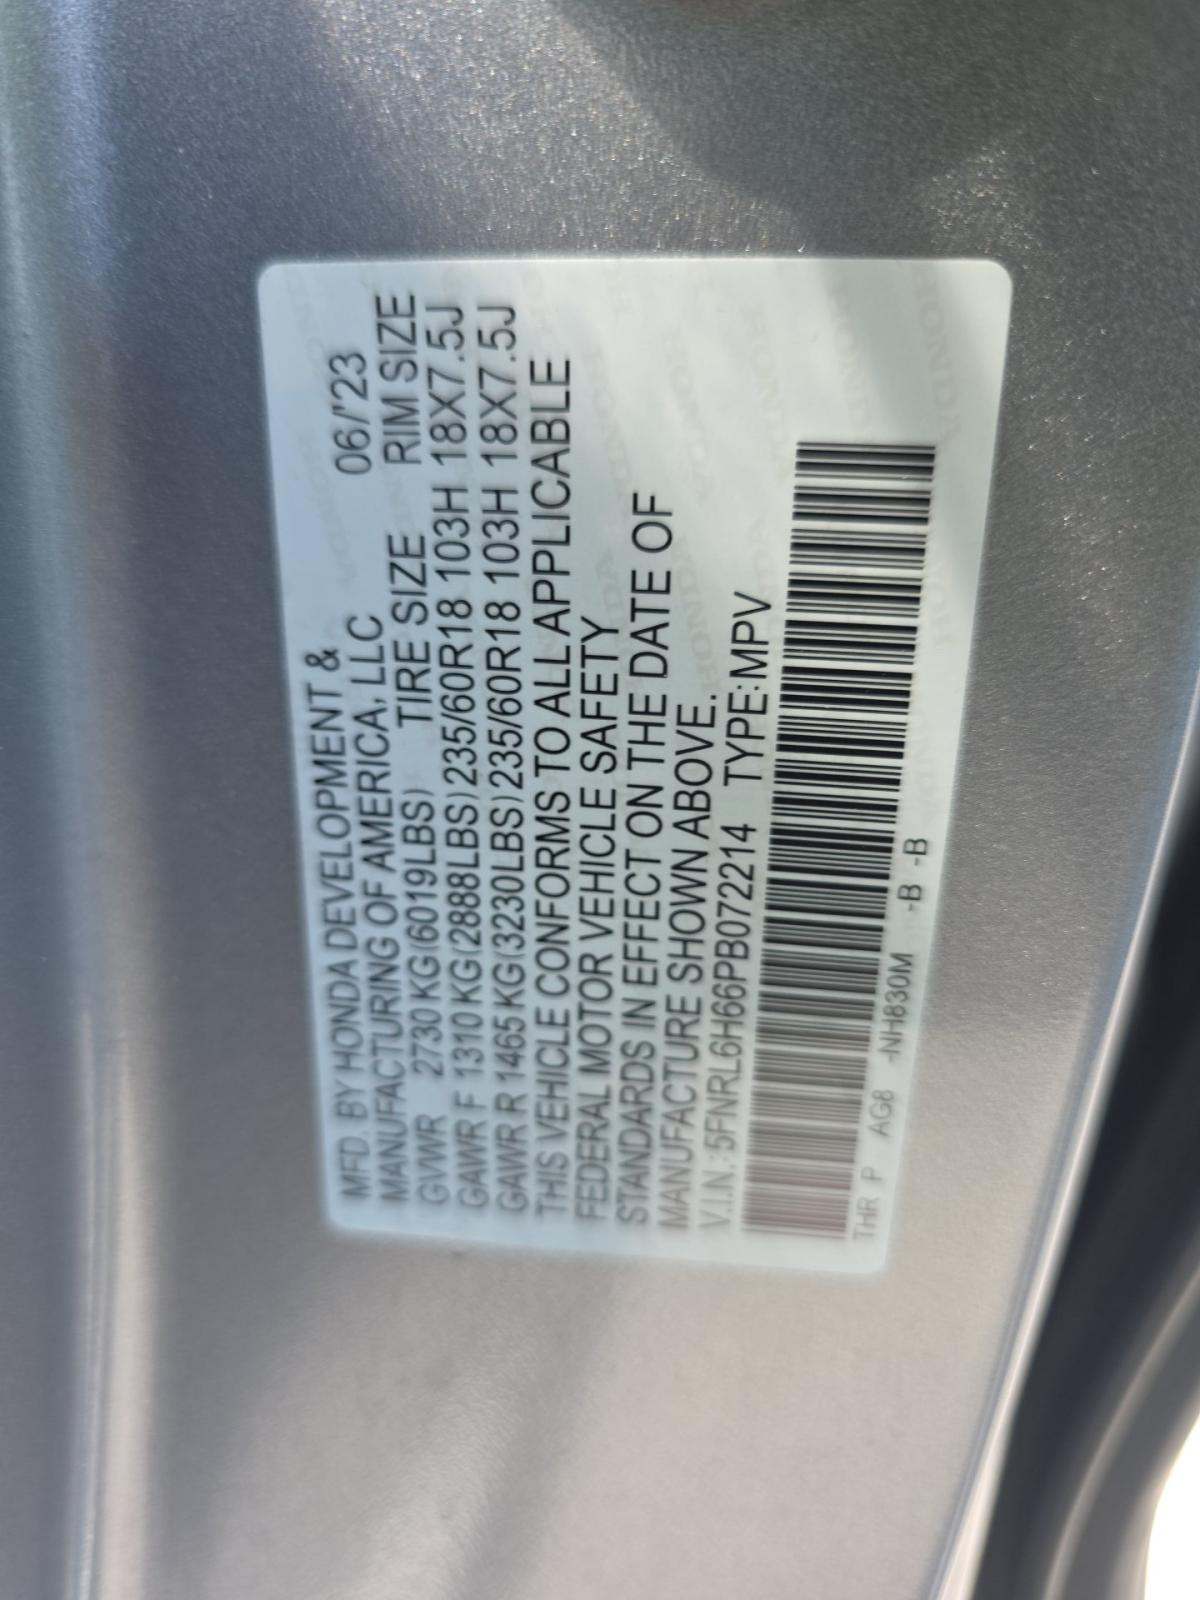 MFD. BY HONDA DEVELOPMENT &
MANUFACTURING OF AMERICA, LLC 06/'23
GVWR 2730 KG(6019LBS) TIRE SIZE RIM SIZE
GAWR F 1310 KG(2888LBS) 235/60R18 103H 18X7.5J
GAWR R 1465 KG(3230LBS) 235/60R18 103H 18X7.5J
THIS VEHICLE CONFORMS TO ALL APPLICABLE
FEDERAL MOTOR VEHICLE SAFETY
STANDARDS IN EFFECT ON THE DATE OF
MANUFACTURE SHOWN ABOVE.
V.I.N.:5FNRL6H66PB072214 TYPE:MPV
THR P AG8 -NH830M -B -B